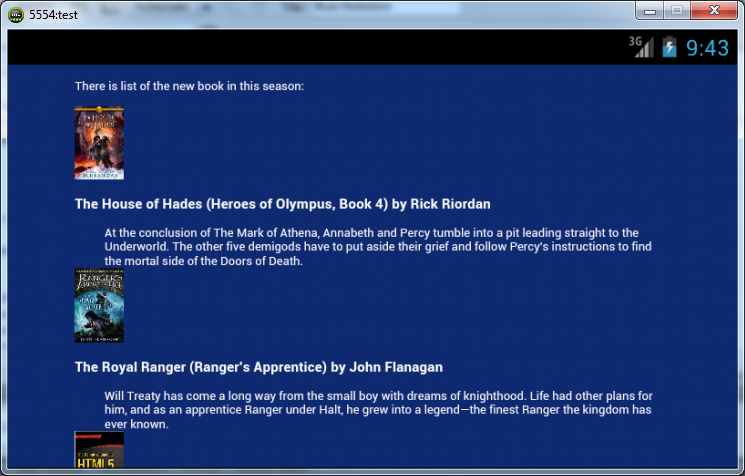 5554:test
3G 9:43
There is list of the new book in this season:
The House of Hades (Heroes of Olympus, Book 4) by Rick Riordan
At the conclusion of The Mark of Athena, Annabeth and Percy tumble into a pit leading straight to the
Underworld. The other five demigods have to put aside their grief and follow Percy's instructions to find
the mortal side of the Doors of Death.
RANGER'S
The Royal Ranger (Ranger's Apprentice) by John Flanagan
Will Treaty has come a long way from the small boy with dreams of knighthood. Life had other plans for
him, and as an apprentice Ranger under Halt, he grew into a legend—the finest Ranger the kingdom has
ever known.
HTML5